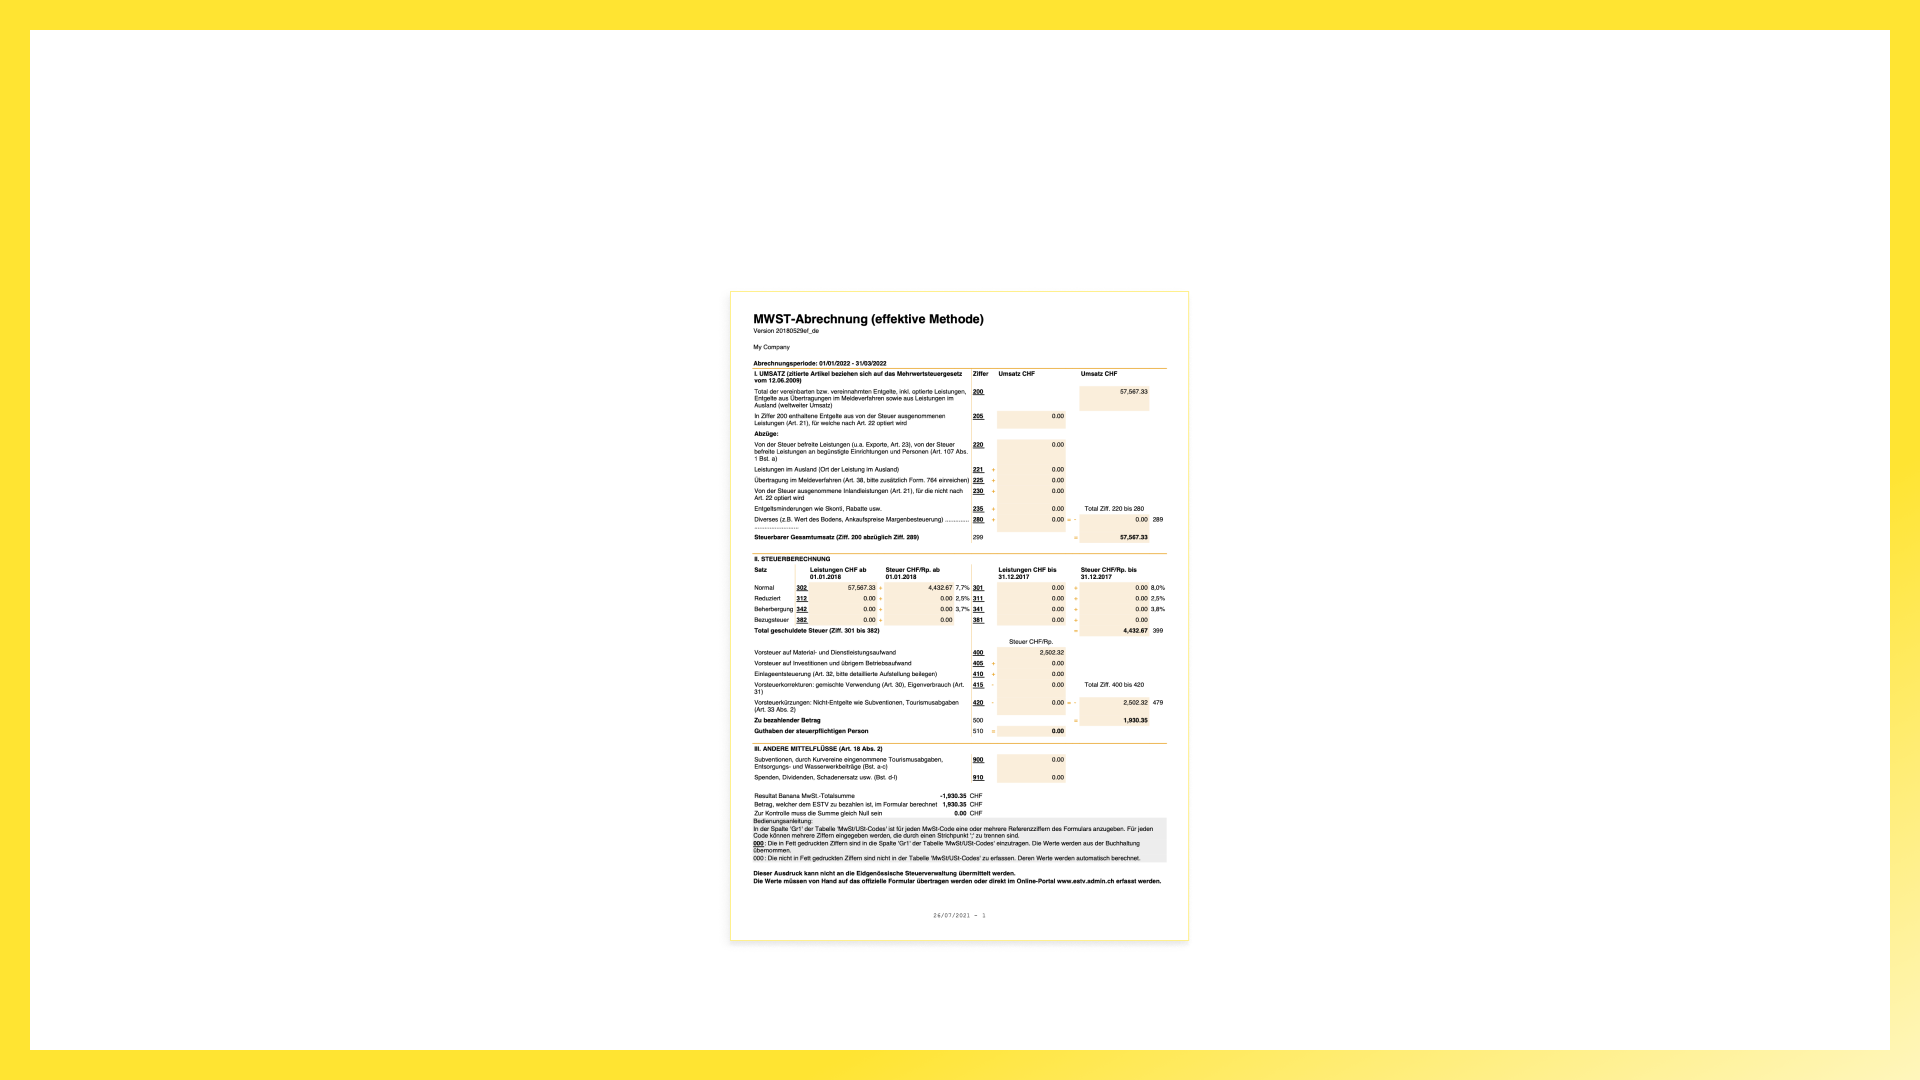 MWST-Abrechnung (effektive Methode)
Version 20180529ef_de
My Company
Abrechnungsperiode: 01/01/2022 - 31/03/2022
I. UMSATZ (zitierte Artikel beziehen sich auf das Mehrwertsteuergesetz Ziffer Umsatz CHF Umsatz CHF
vom 12.06.2009)
Total der vereinbarten bzw. vereinnahmten Entgelte, inkl. optierte Leistungen, 200 57,567.33
Entgelte aus Übertragungen im Meldeverfahren sowie aus Leistungen im
Ausland (weltweiter Umsatz)
In Ziffer 200 enthaltene Entgelte aus von der Steuer ausgenommenen 205 0.00
Leistungen (Art. 21), für welche nach Art. 22 optiert wird
Abzüge:
Von der Steuer befreite Leistungen (u.a. Exporte, Art. 23), von der Steuer 220 0.00
befreite Leistungen an begünstigte Einrichtungen und Personen (Art. 107 Abs.
1 Bst. a)
Leistungen im Ausland (Ort der Leistung im Ausland) 221 + 0.00
Übertragung im Meldeverfahren (Art. 38, bitte zusätzlich Form. 764 einreichen) 225 + 0.00
Von der Steuer ausgenommene Inlandleistungen (Art. 21), für die nicht nach 230 + 0.00
Art. 22 optiert wird
Entgeltsminderungen wie Skonti, Rabatte usw. 235 + 0.00 Total Ziff. 220 bis 280
Diverses (z.B. Wert des Bodens, Ankaufspreise Margenbesteuerung) .............. 280 + 0.00 = - 0.00 289
.........................
Steuerbarer Gesamtumsatz (Ziff. 200 abzüglich Ziff. 289) 299 = 57,567.33
II. STEUERBERECHNUNG
Satz Leistungen CHF ab Steuer CHF/Rp. ab Leistungen CHF bis Steuer CHF/Rp. bis
01.01.2018 01.01.2018 31.12.2017 31.12.2017
Normal 302 57,567.33 + 4,432.67 7,7% 301 0.00 + 0.00 8,0%
Reduziert 312 0.00 + 0.00 2,5% 311 0.00 + 0.00 2,5%
Beherbergung 342 0.00 + 0.00 3,7% 341 0.00 + 0.00 3,8%
Bezugsteuer 382 0.00 + 0.00 381 0.00 + 0.00
Total geschuldete Steuer (Ziff. 301 bis 382) = 4,432.67 399
Steuer CHF/Rp.
Vorsteuer auf Material- und Dienstleistungsaufwand 400 2,502.32
Vorsteuer auf Investitionen und übrigem Betriebsaufwand 405 + 0.00
Einlageentsteuerung (Art. 32, bitte detaillierte Aufstellung beilegen) 410 + 0.00
Vorsteuerkorrekturen: gemischte Verwendung (Art. 30), Eigenverbrauch (Art. 415 - 0.00 Total Ziff. 400 bis 420
31)
Vorsteuerkürzungen: Nicht-Entgelte wie Subventionen, Tourismusabgaben 420 - 0.00 = - 2,502.32 479
(Art. 33 Abs. 2)
Zu bezahlender Betrag 500 = 1,930.35
Guthaben der steuerpflichtigen Person 510 = 0.00
III. ANDERE MITTELFLÜSSE (Art. 18 Abs. 2)
Subventionen, durch Kurvereine eingenommene Tourismusabgaben, 900 0.00
Entsorgungs- und Wasserwerkbeiträge (Bst. a-c)
Spenden, Dividenden, Schadenersatz usw. (Bst. d-l) 910 0.00
Resultat Banana MwSt.-Totalsumme -1,930.35 CHF
Betrag, welcher dem ESTV zu bezahlen ist, im Formular berechnet 1,930.35 CHF
Zur Kontrolle muss die Summe gleich Null sein 0.00 CHF
Bedienungsanleitung:
In der Spalte 'Gr1' der Tabelle 'MwSt/USt-Codes' ist für jeden MwSt-Code eine oder mehrere Referenzziffern des Formulars anzugeben. Für jeden
Code können mehrere Ziffern eingegeben werden, die durch einen Strichpunkt ';' zu trennen sind.
000 : Die in Fett gedruckten Ziffern sind in die Spalte 'Gr1' der Tabelle 'MwSt/USt-Codes' einzutragen. Die Werte werden aus der Buchhaltung
übernommen.
000 : Die nicht in Fett gedruckten Ziffern sind nicht in der Tabelle 'MwSt/USt-Codes' zu erfassen. Deren Werte werden automatisch berechnet.
Dieser Ausdruck kann nicht an die Eidgenössische Steuerverwaltung übermittelt werden.
Die Werte müssen von Hand auf das offizielle Formular übertragen werden oder direkt im Online-Portal www.estv.admin.ch erfasst werden.
26/07/2021 - 1